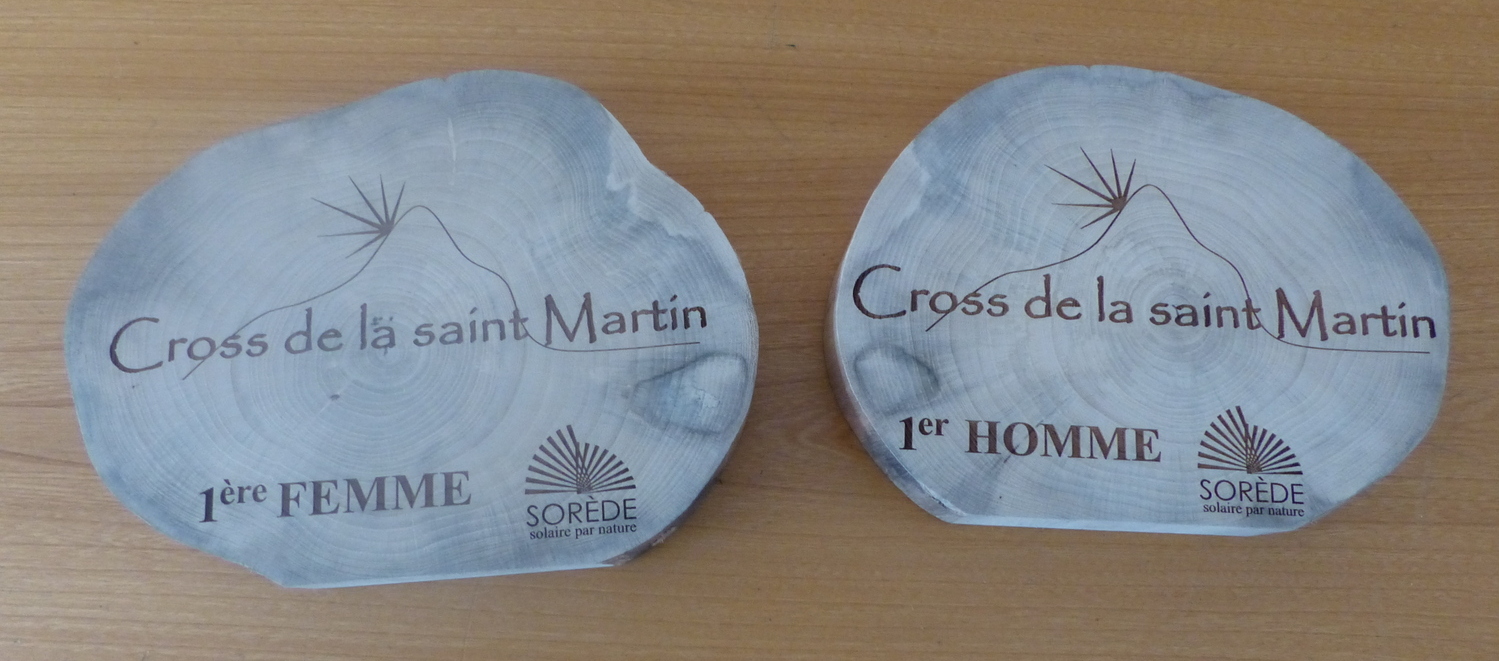 Cross de la saint Martin
1ère FEMME
SORÈDE
solaire par nature
Cross de la saint Martin
1er HOMME
SORÈDE
solaire par nature